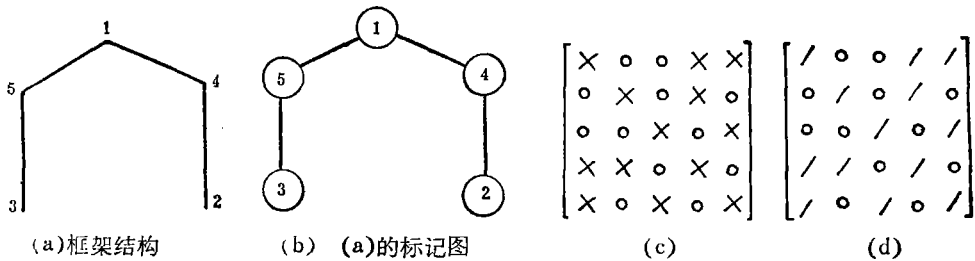 1
5
4
3
2
1
5
4
3
2
× o o × ×
o × o × o
o o × o ×
× × o × o
× o × o ×
/ o o / /
o / o / o
o o / o /
/ / o / o
/ o / o /
(a)框架结构
(b) (a)的标记图
(c)
(d)